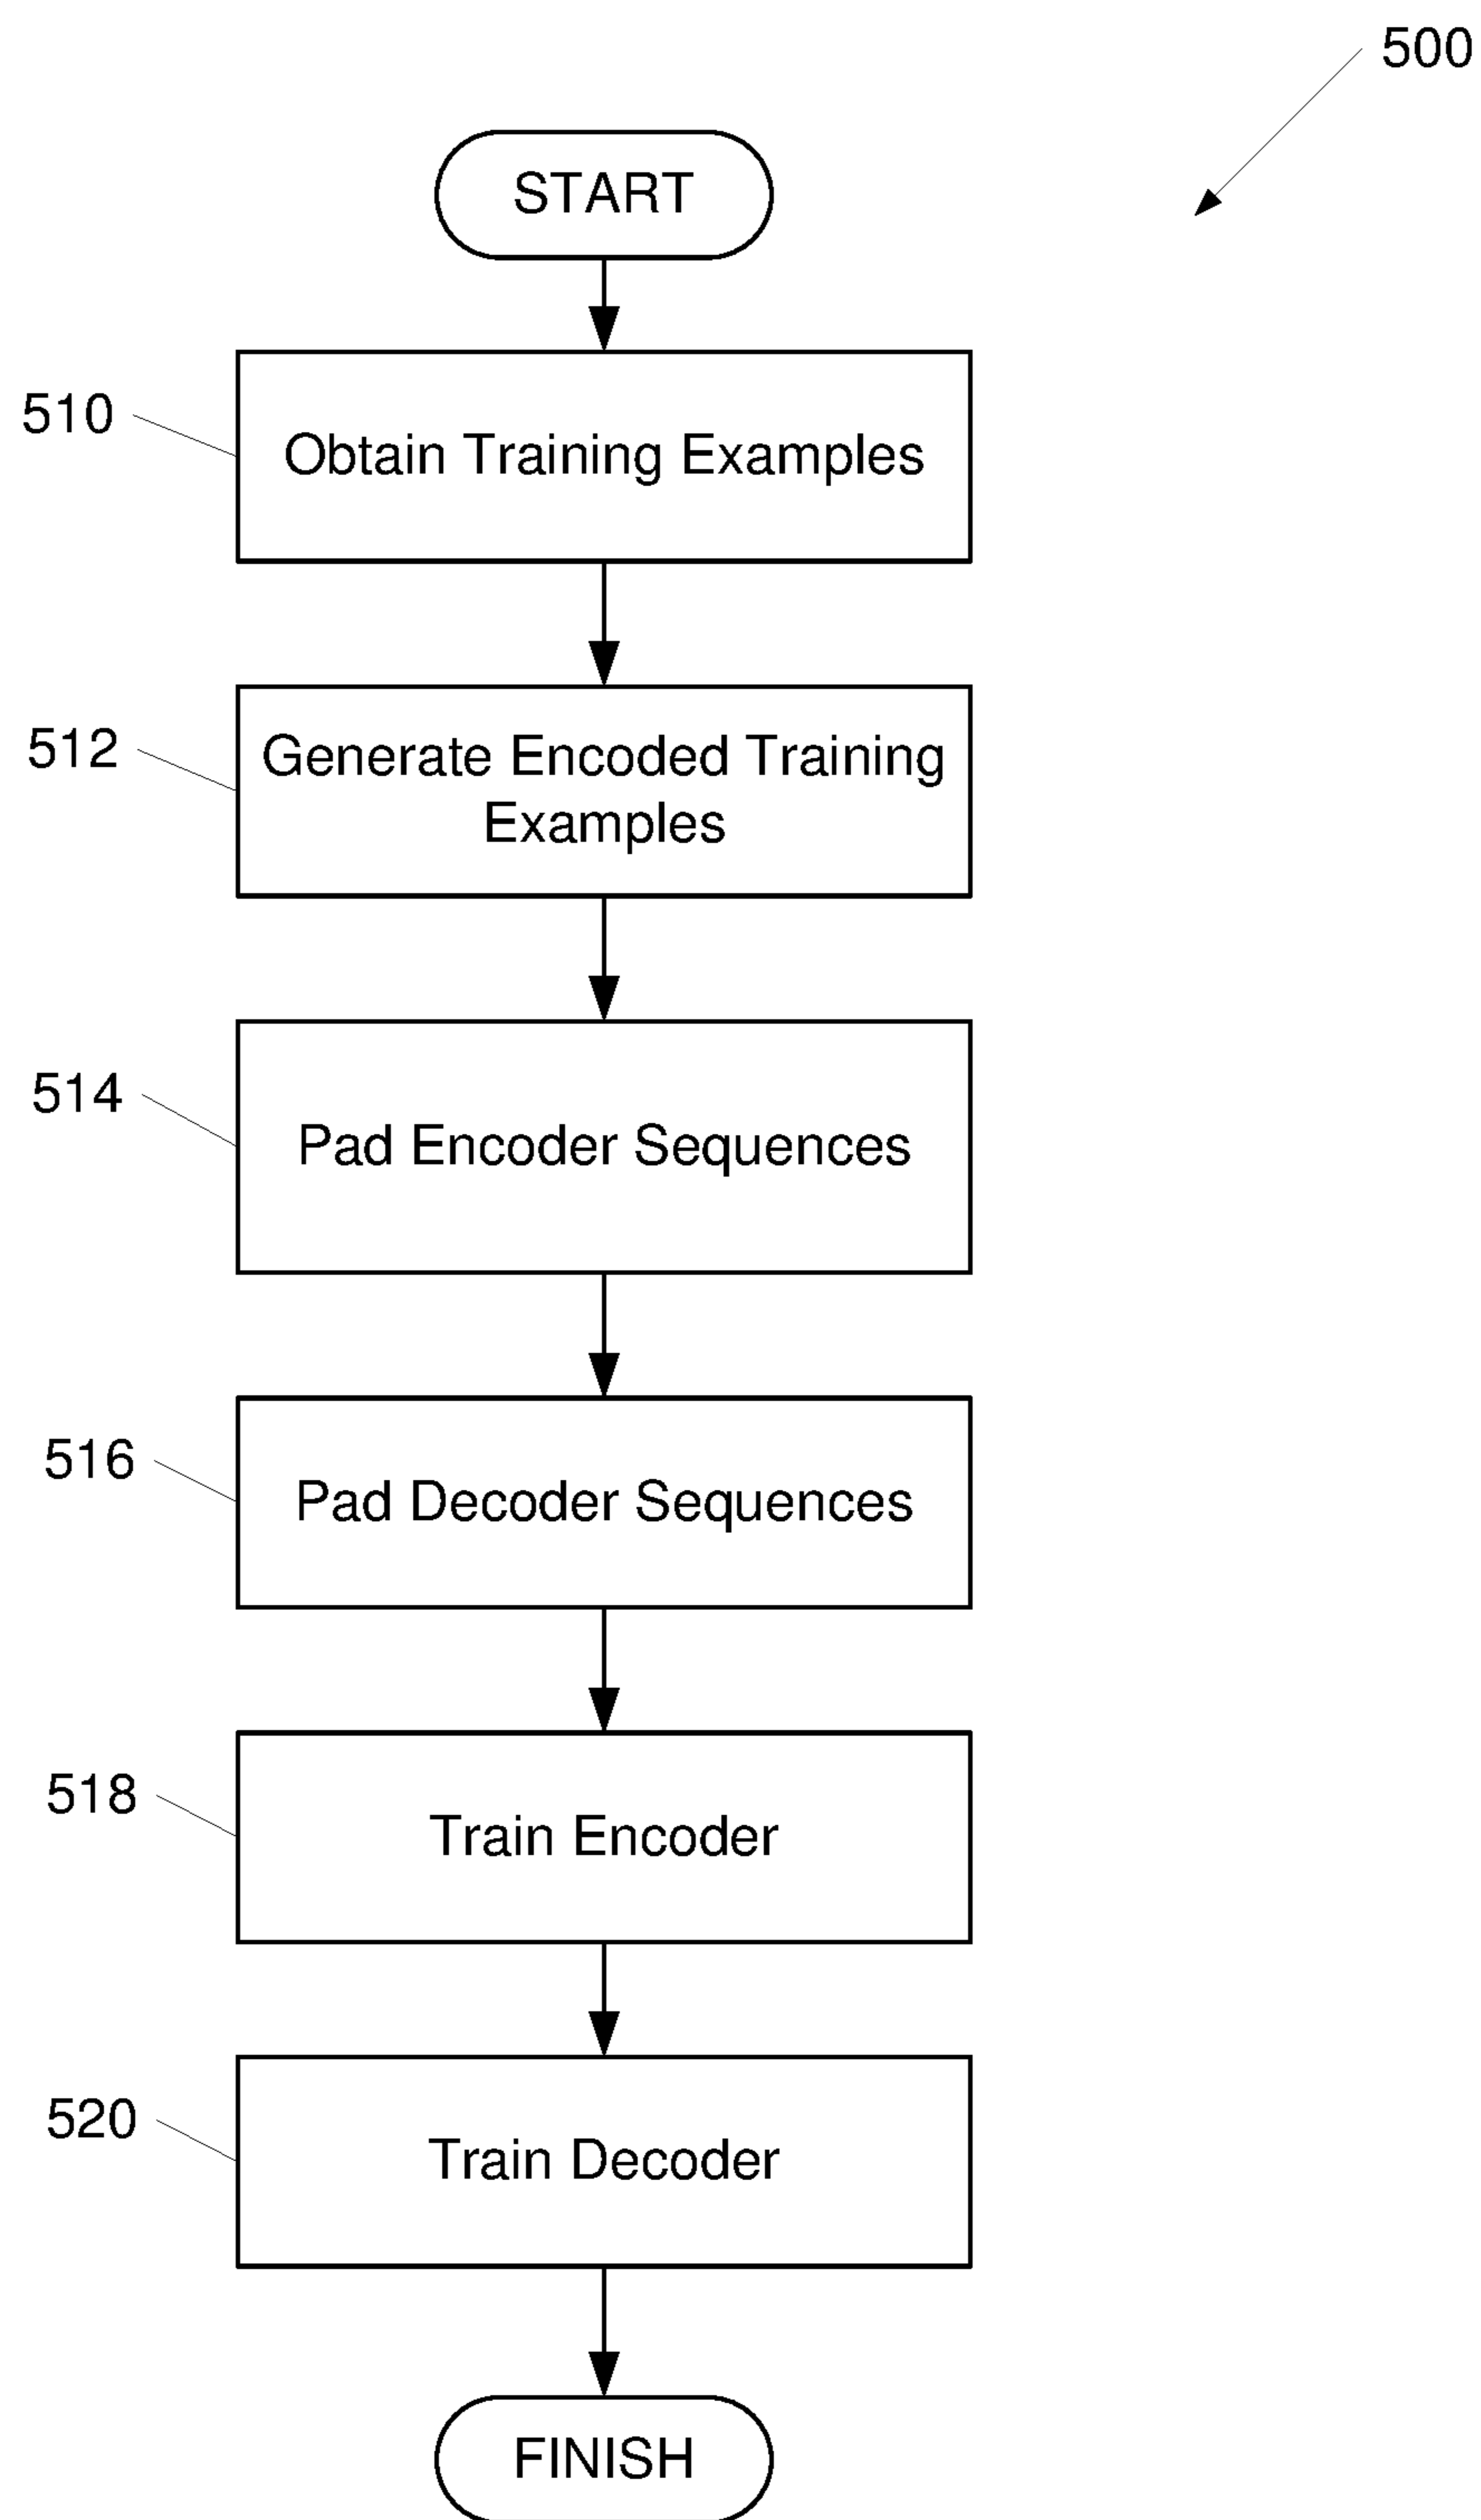 500
START
510
Obtain Training Examples
512
Generate Encoded Training
Examples
514
Pad Encoder Sequences
516
Pad Decoder Sequences
518
Train Encoder
520
Train Decoder
FINISH